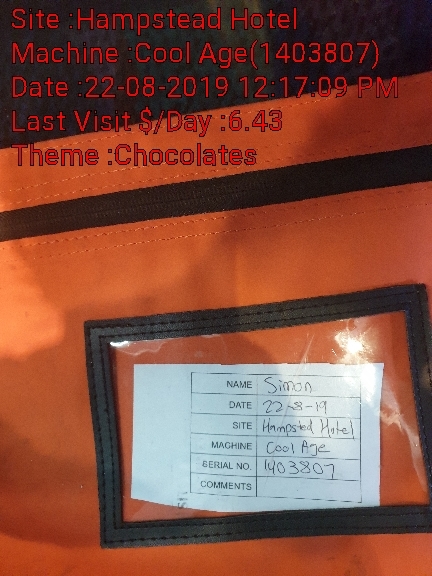 Site :Hampstead Hotel
Machine :Cool Age(1403807)
Date :22-08-2019 12:17:09 PM
Last Visit $/Day :6.43
Theme :Chocolates
NAME Simon
DATE 22-8-19
SITE Hampsted Hotel
MACHINE Cool Age
SERIAL NO. 1403807
COMMENTS